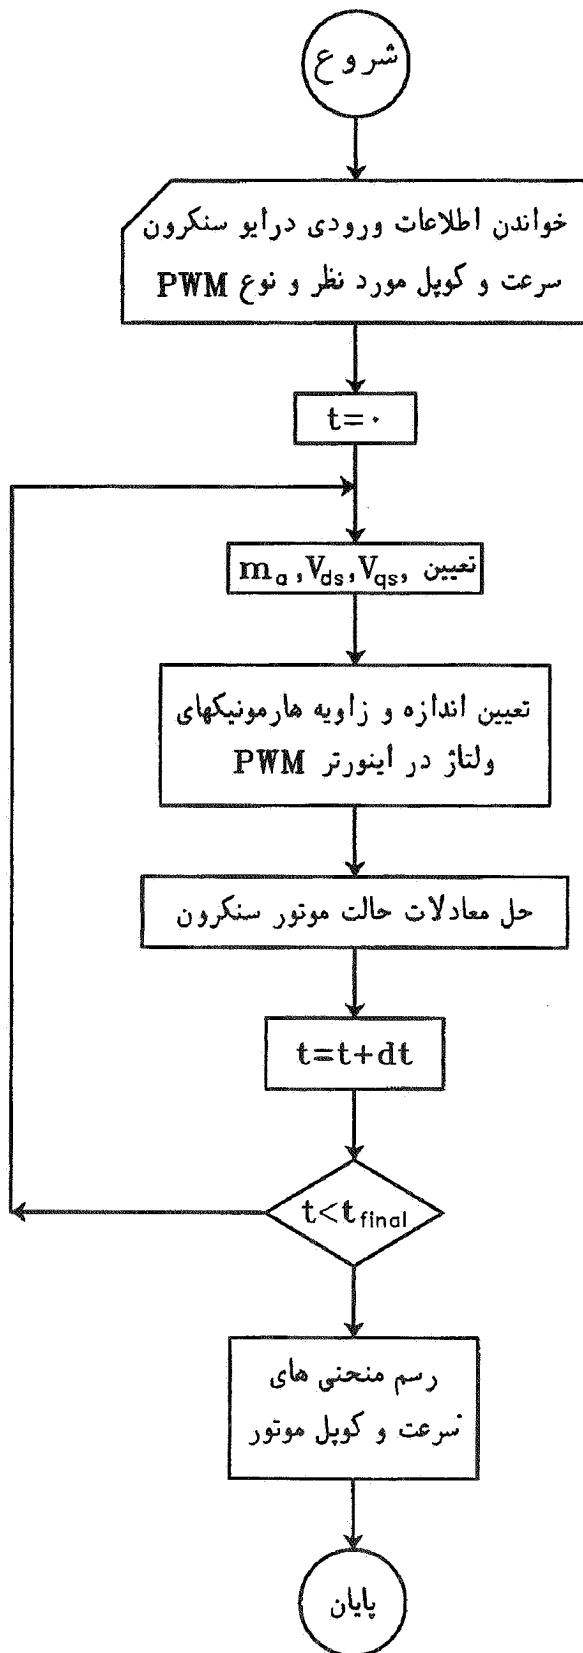 شروع
خواندن اطلاعات ورودی درایو سنکرون
سرعت و کوپل مورد نظر و نوع PWM
t=۰
تعیین m_a, V_ds, V_qs,
تعیین اندازه و زاویه هارمونیکهای
ولتاژ در اینورتر PWM
حل معادلات حالت موتور سنکرون
t=t+dt
t<t_final
رسم منحنی های
سرعت و کوپل موتور
پایان